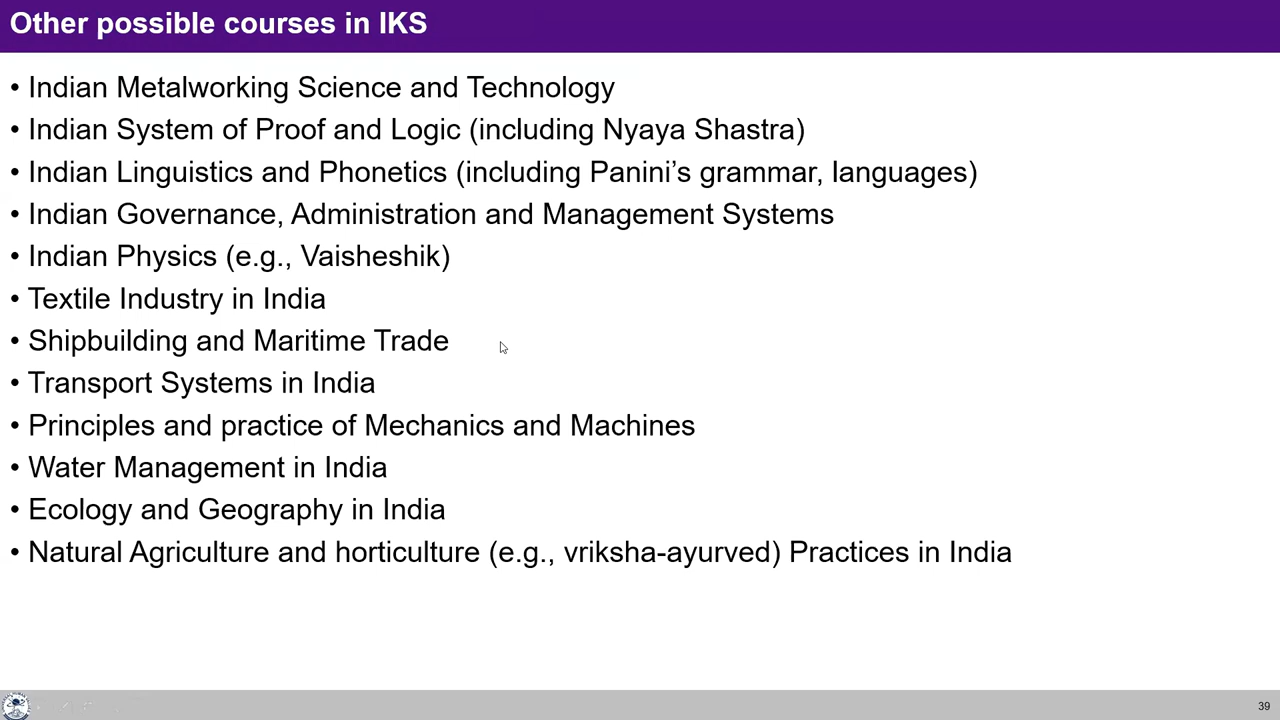 Other possible courses in IKS
• Indian Metalworking Science and Technology
• Indian System of Proof and Logic (including Nyaya Shastra)
• Indian Linguistics and Phonetics (including Panini’s grammar, languages)
• Indian Governance, Administration and Management Systems
• Indian Physics (e.g., Vaisheshik)
• Textile Industry in India
• Shipbuilding and Maritime Trade
• Transport Systems in India
• Principles and practice of Mechanics and Machines
• Water Management in India
• Ecology and Geography in India
• Natural Agriculture and horticulture (e.g., vriksha-ayurved) Practices in India
39